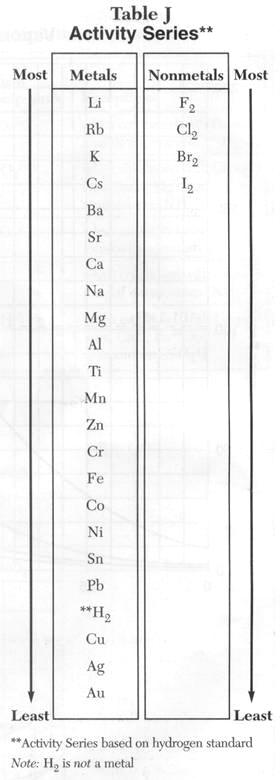 Table J
Activity Series**
Most Metals Nonmetals Most
Li F₂
Rb Cl₂
K Br₂
Cs I₂
Ba
Sr
Ca
Na
Mg
Al
Ti
Mn
Zn
Cr
Fe
Co
Ni
Sn
Pb
**H₂
Cu
Ag
Au
Least Least
**Activity Series based on hydrogen standard
Note: H₂ is not a metal